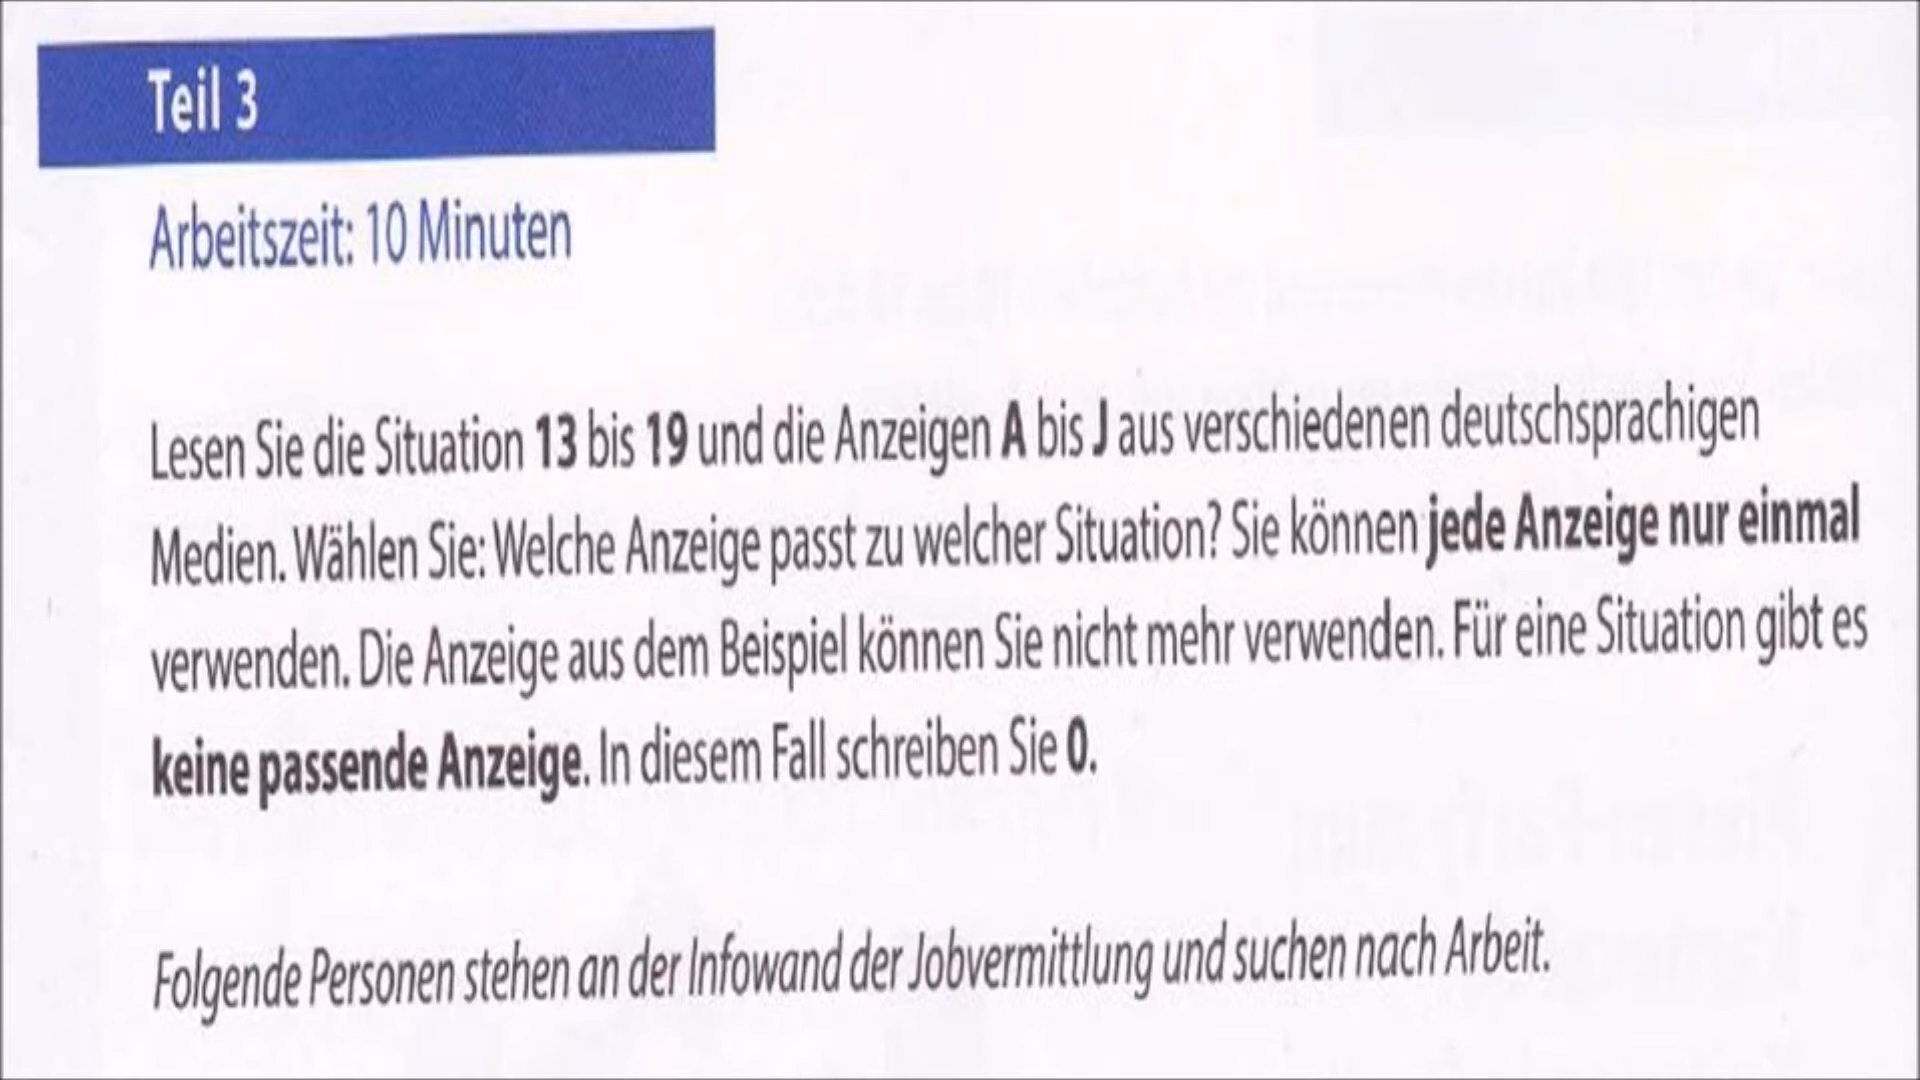 Teil 3
Arbeitszeit: 10 Minuten
Lesen Sie die Situation 13 bis 19 und die Anzeigen A bis J aus verschiedenen deutschsprachigen
Medien. Wählen Sie: Welche Anzeige passt zu welcher Situation? Sie können jede Anzeige nur einmal
verwenden. Die Anzeige aus dem Beispiel können Sie nicht mehr verwenden. Für eine Situation gibt es
keine passende Anzeige. In diesem Fall schreiben Sie 0.
Folgende Personen stehen an der Infowand der Jobvermittlung und suchen nach Arbeit.